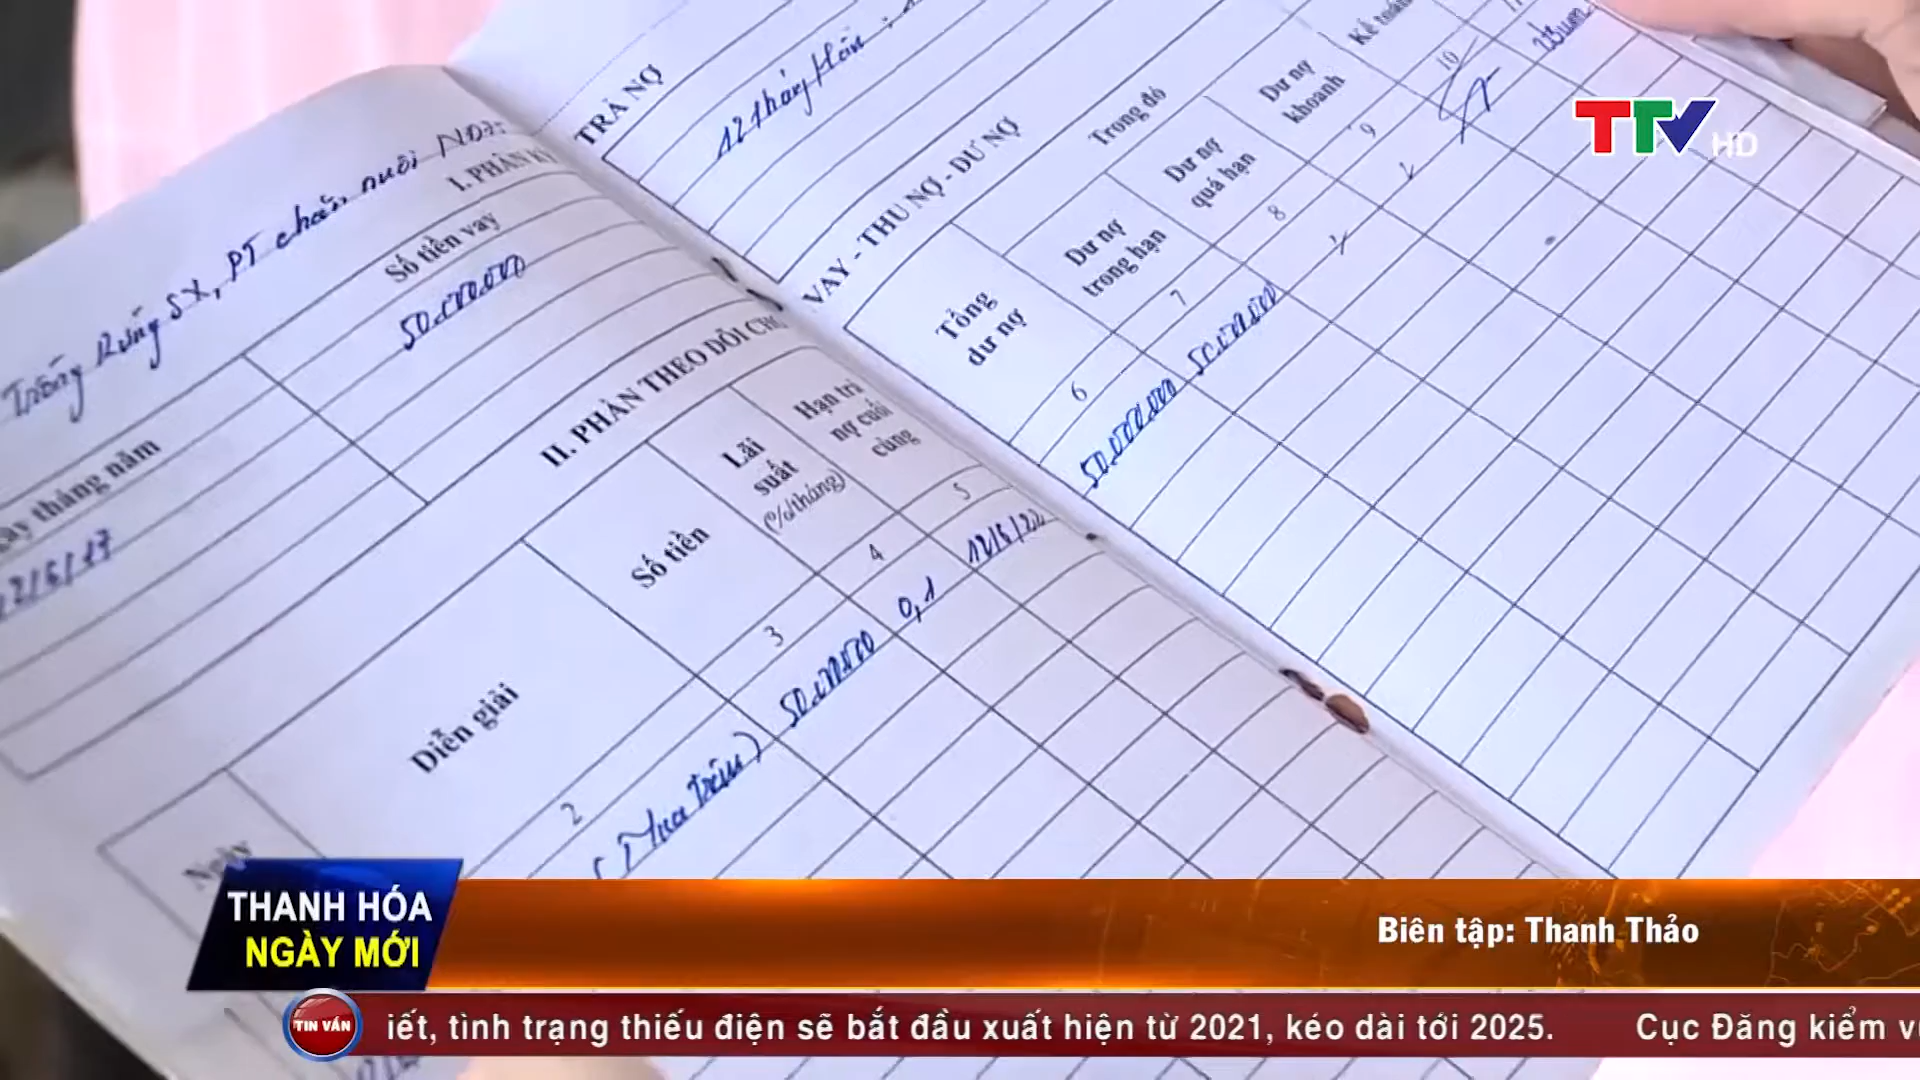 TTV HD
Trồng rừng SX, PT chăn nuôi
I. PHẦN KỲ
Số tiền vay
50.000.000
tháng năm
II. PHẦN THEO DÕI CHO
Diễn giải
Số tiền
Lãi suất (%/tháng)
nợ cuối cùng
2
3
4
5
50.000.000
0,1
TRẢ NỢ
12 tháng/lần
VAY - THU NỢ - DƯ NỢ
Trong đó
Tổng dư nợ
Dư nợ trong hạn
Dư nợ quá hạn
Dư nợ khoanh
6
7
8
9
10
50.000.000
50.000.000
Ngày
THANH HÓA
NGÀY MỚI
Biên tập: Thanh Thảo
TIN VẮN
iết, tình trạng thiếu điện sẽ bắt đầu xuất hiện từ 2021, kéo dài tới 2025. Cục Đăng kiểm